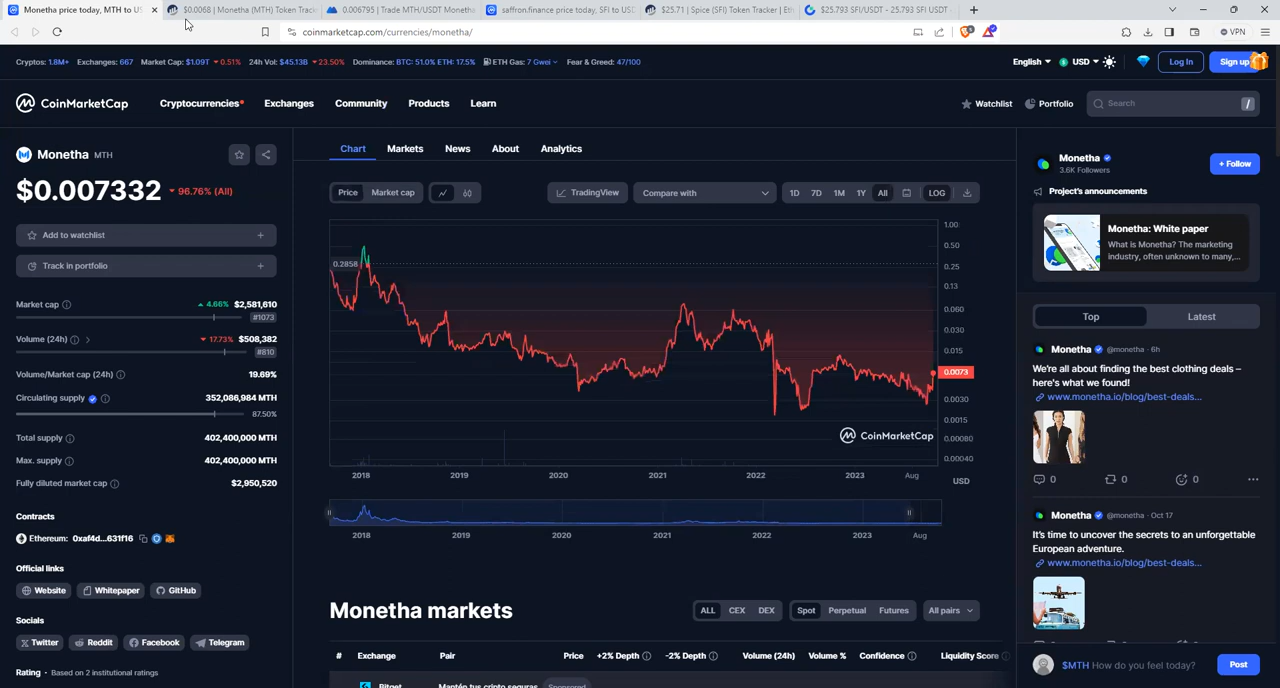 Monetha price today, MTH to US
$0.0068 | Monetha (MTH) Token Track
0.006795 | Trade MTH/USDT Moneth
saffron.finance price today, SFI to USD
$25.71 | Spice (SFI) Token Tracker | Eth
$25.793 SFI/USDT - 25.793 SFI USDT
coinmarketcap.com/currencies/monetha/
VPN
Cryptos: 1.8M+ Exchanges: 667 Market Cap: $1.09T 0.51% 24h Vol: $45.13B 23.50% Dominance: BTC: 51.0% ETH: 17.5% ETH Gas: 7 Gwei Fear & Greed: 47/100
English USD Log In Sign up
CoinMarketCap Cryptocurrencies Exchanges Community Products Learn
Watchlist Portfolio Search /
Monetha MTH
$0.007332 96.76% (All)
Add to watchlist +
Track in portfolio +
Market cap 4.66% $2,581,610
#1073
Volume (24h) 17.73% $508,382
#810
Volume/Market cap (24h) 19.69%
Circulating supply 352,086,984 MTH
87.50%
Total supply 402,400,000 MTH
Max. supply 402,400,000 MTH
Fully diluted market cap $2,950,520
Contracts
Ethereum: 0xaf4d...631f16
Official links
Website Whitepaper GitHub
Socials
Twitter Reddit Facebook Telegram
Rating · Based on 2 institutional ratings
Chart Markets News About Analytics
Price Market cap TradingView Compare with 1D 7D 1M 1Y All LOG
1.00
0.50
0.2858
0.25
0.13
0.060
0.030
0.015
0.0073
0.0030
0.0015
0.00080
0.00040
CoinMarketCap
2018 2019 2020 2021 2022 2023 Aug USD
2018 2019 2020 2021 2022 2023 Aug
Monetha markets
ALL CEX DEX Spot Perpetual Futures All pairs
# Exchange Pair Price +2% Depth -2% Depth Volume (24h) Volume % Confidence Liquidity Score
Bitget Mantén tus cripto seguras Sponsored
Monetha
3.6K Followers
+ Follow
Project's announcements
Monetha: White paper
What is Monetha? The marketing
industry, often unknown to many,...
Top Latest
Monetha @monetha · 6h
We're all about finding the best clothing deals –
here's what we found!
www.monetha.io/blog/best-deals...
0 0 0
Monetha @monetha · Oct 17
It's time to uncover the secrets to an unforgettable
European adventure.
www.monetha.io/blog/best-deals...
$MTH How do you feel today? Post